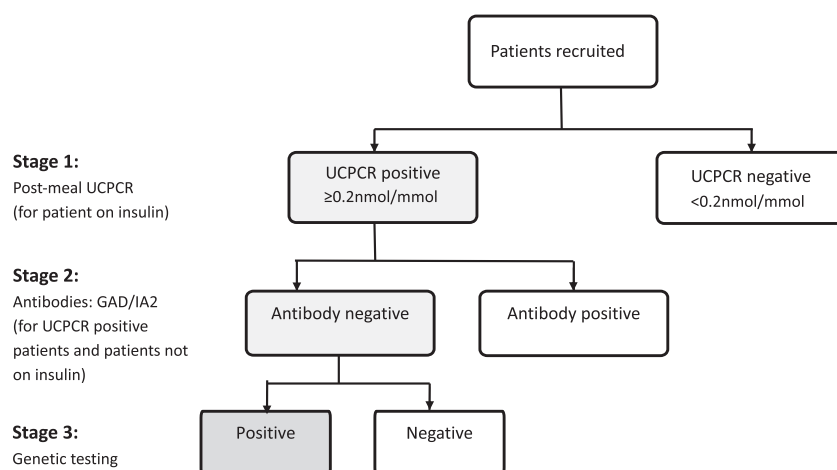 Patients recruited
Stage 1:
Post-meal UCPCR
(for patient on insulin)
UCPCR positive
≥0.2nmol/mmol
UCPCR negative
<0.2nmol/mmol
Stage 2:
Antibodies: GAD/IA2
(for UCPCR positive
patients and patients not
on insulin)
Antibody negative
Antibody positive
Stage 3:
Genetic testing
Positive
Negative